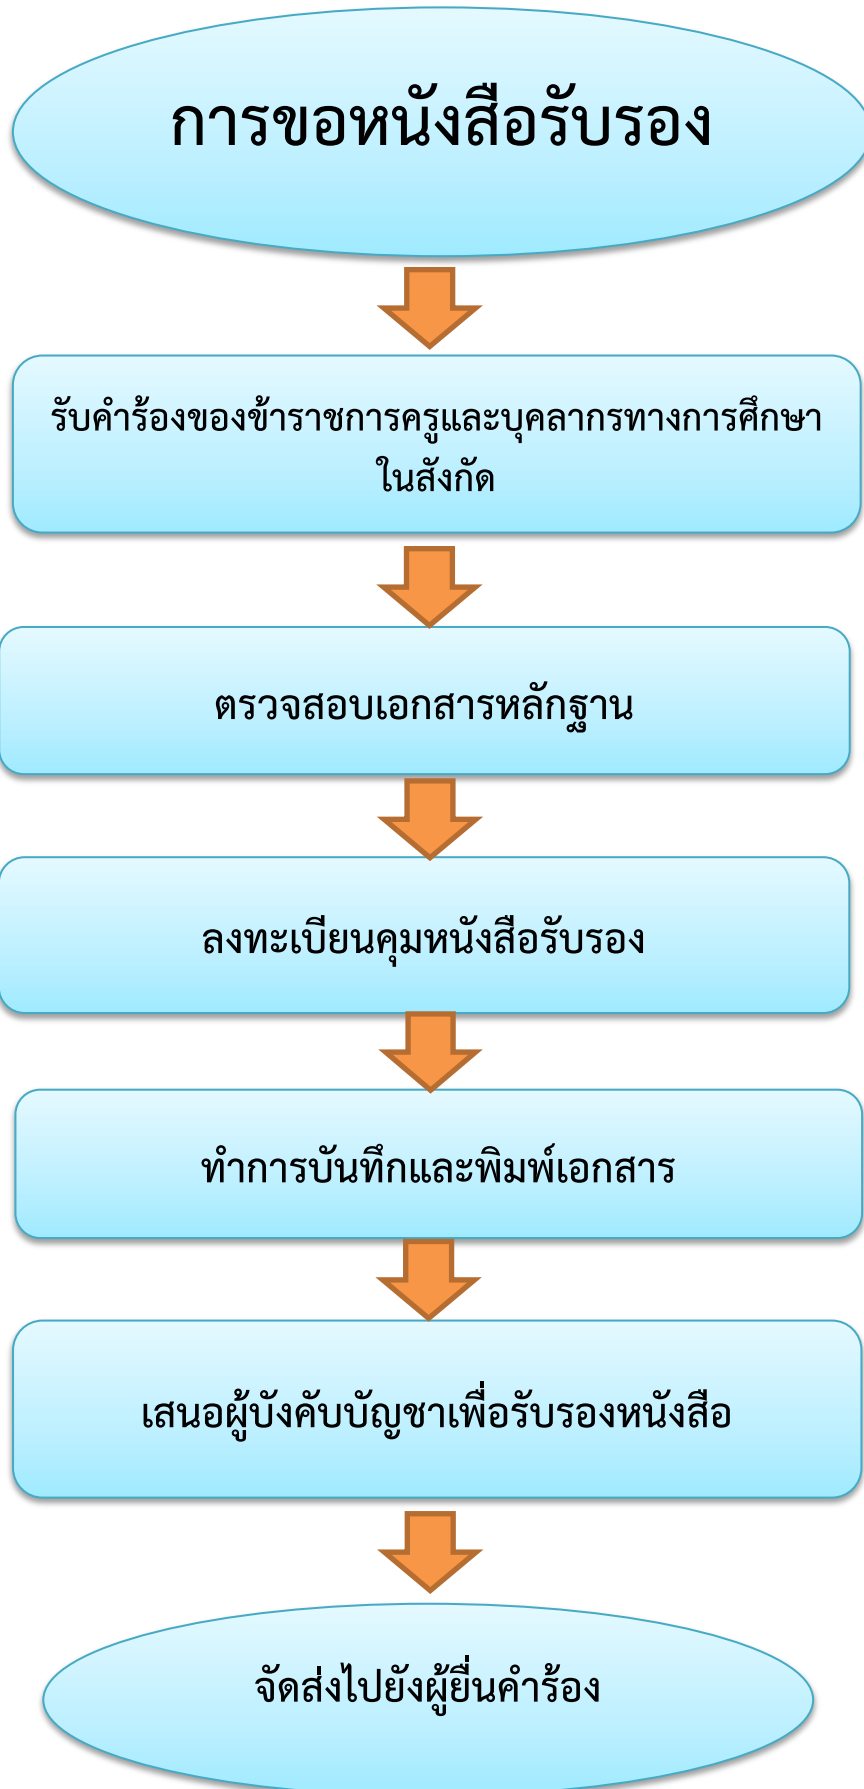 การขอหนังสือรับรอง
รับคำร้องของข้าราชการครูและบุคลากรทางการศึกษา
ในสังกัด
ตรวจสอบเอกสารหลักฐาน
ลงทะเบียนคุมหนังสือรับรอง
ทำการบันทึกและพิมพ์เอกสาร
เสนอผู้บังคับบัญชาเพื่อรับรองหนังสือ
จัดส่งไปยังผู้ยื่นคำร้อง